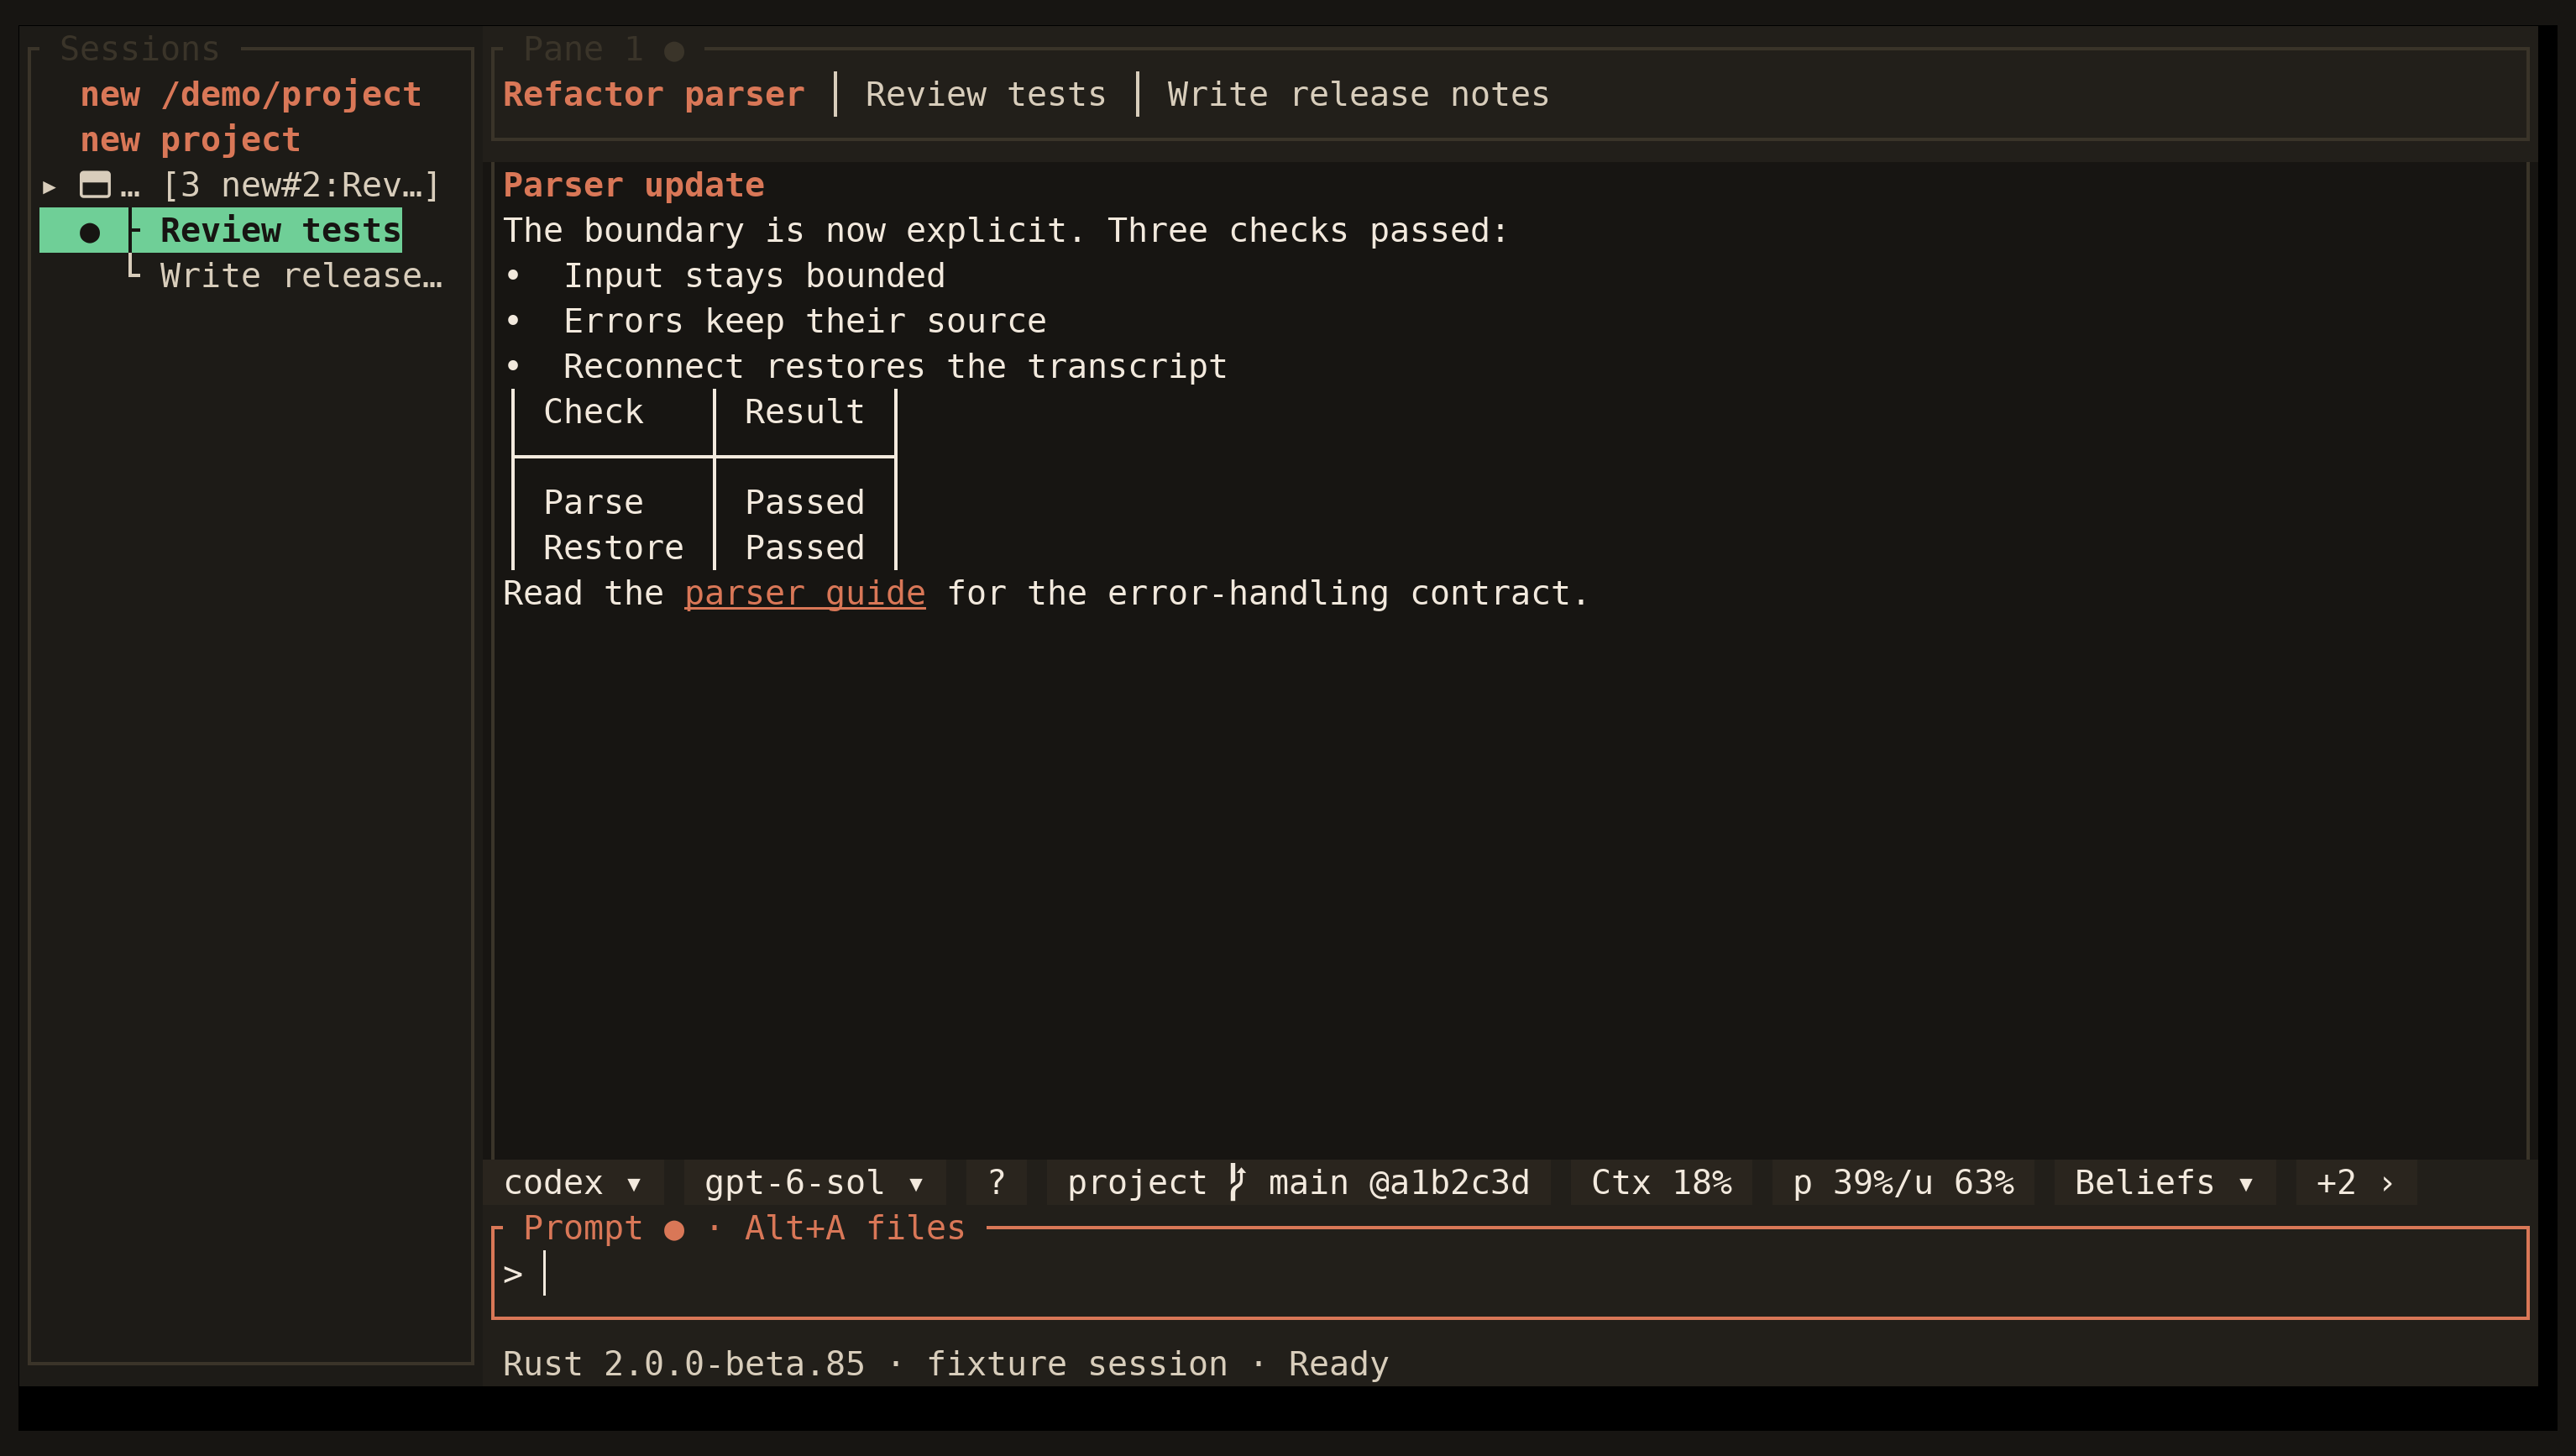 Sessions
new /demo/project
new project
▸ … [3 new#2:Rev…]
● ├ Review tests
└ Write release…
Pane 1 ●
Refactor parser │ Review tests │ Write release notes
Parser update
The boundary is now explicit. Three checks passed:
• Input stays bounded
• Errors keep their source
• Reconnect restores the transcript
│ Check │ Result │
│ Parse │ Passed │
│ Restore │ Passed │
Read the parser guide for the error-handling contract.
codex ▾ gpt-6-sol ▾ ? project main @a1b2c3d Ctx 18% p 39%/u 63% Beliefs ▾ +2 ›
Prompt ● · Alt+A files
>
Rust 2.0.0-beta.85 · fixture session · Ready